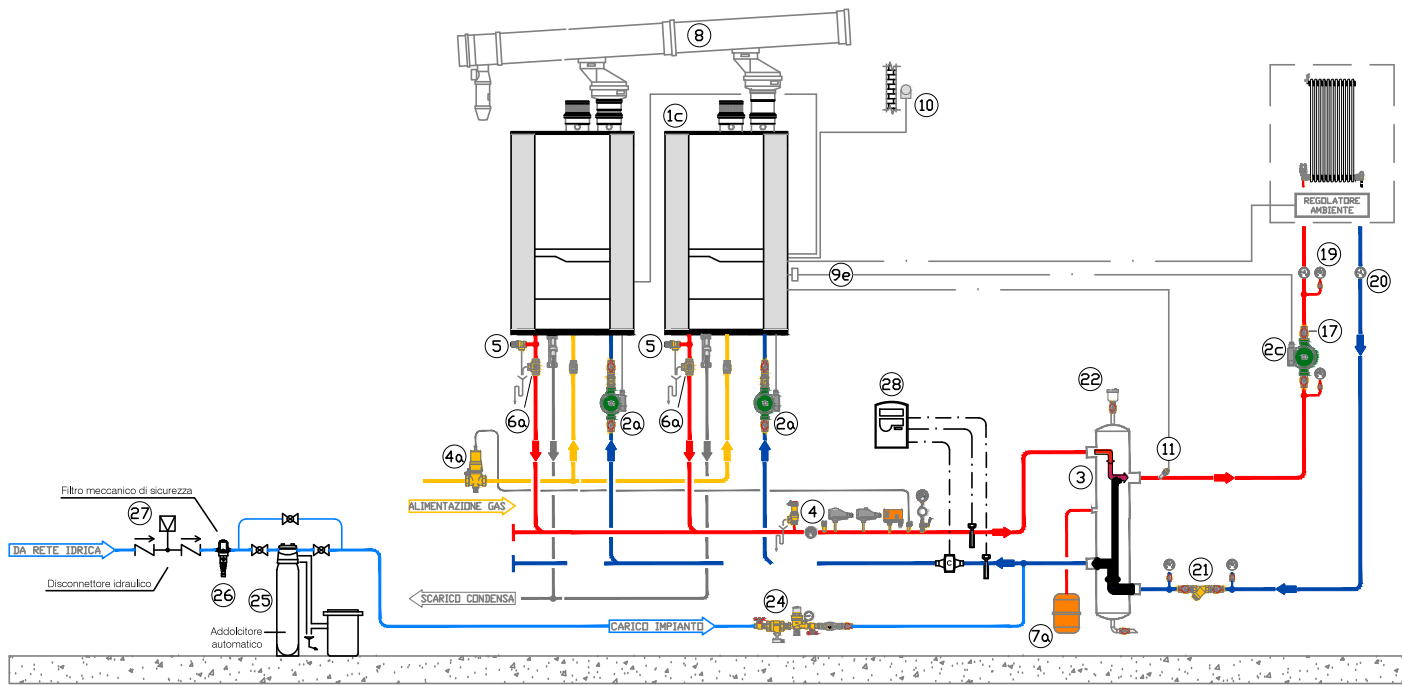 8
10
1c
REGOLATORE
AMBIENTE
9e
19
20
5
5
17
2c
6a
2a
6a
2a
28
22
4a
11
3
Filtro meccanico di sicurezza
27
ALIMENTAZIONE GAS
4
DA RETE IDRICA
C
Disconnettore idraulico
26
25
21
SCARICO CONDENSA
24
7a
Addolcitore
automatico
CARICO IMPIANTO